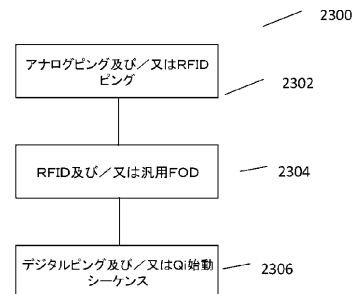 2300
アナログピング及び／又はRFID
ピング
2302
RFID及び／又は汎用FOD
2304
デジタルピング及び／又はQi始動
シーケンス
2306